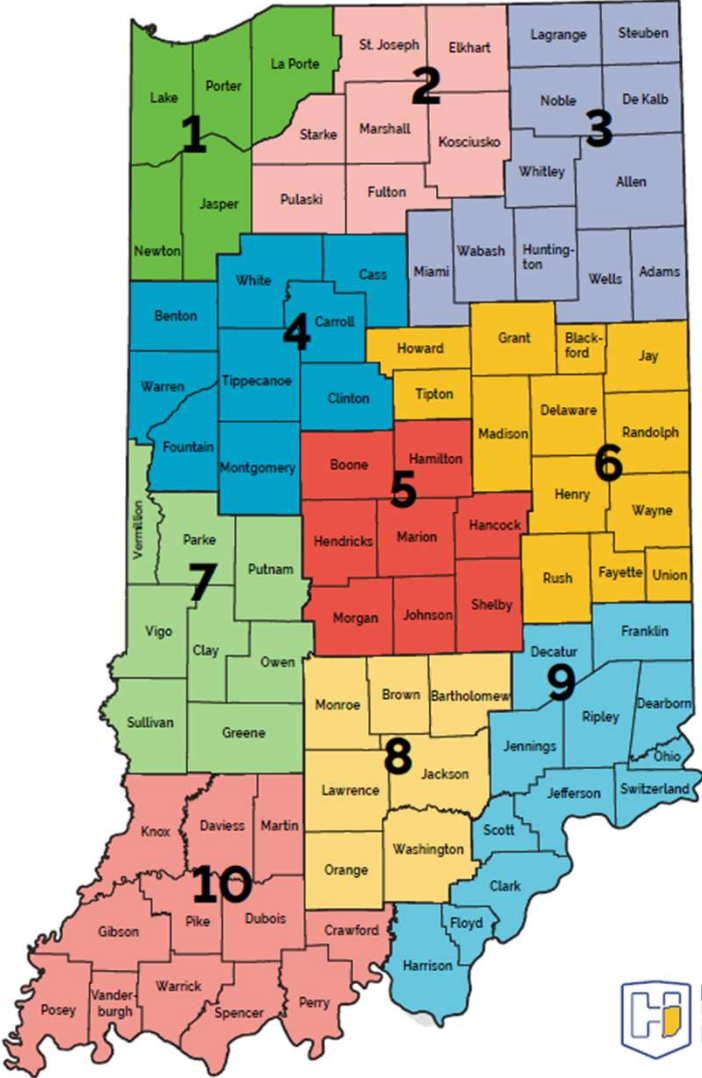 Lagrange
Steuben
St. Joseph
Elkhart
La Porte
Porter
Lake
2
Noble
De Kalb
3
1
Starke
Marshall
Kosciusko
Whitley
Allen
Jasper
Pulaski
Fulton
Newton
Miami
Wabash
Hunting-
ton
Wells
Adams
White
Cass
Benton
Carroll
4
Howard
Grant
Black-
ford
Jay
Warren
Tippecanoe
Clinton
Tipton
Delaware
Madison
Randolph
Fountain
Montgomery
Boone
Hamilton
5
6
Henry
Wayne
Vermillion
Parke
Putnam
7
Hendricks
Marion
Hancock
Rush
Fayette
Union
Morgan
Johnson
Shelby
Vigo
Clay
Owen
Decatur
Franklin
9
Sullivan
Greene
Monroe
Brown
Bartholomew
Ripley
Dearborn
8
Jennings
Ohio
Lawrence
Jackson
Jefferson
Switzerland
Knox
Daviess
Martin
Scott
Washington
Orange
Clark
10
Gibson
Pike
Dubois
Crawford
Floyd
Harrison
Posey
Vander-
burgh
Warrick
Spencer
Perry